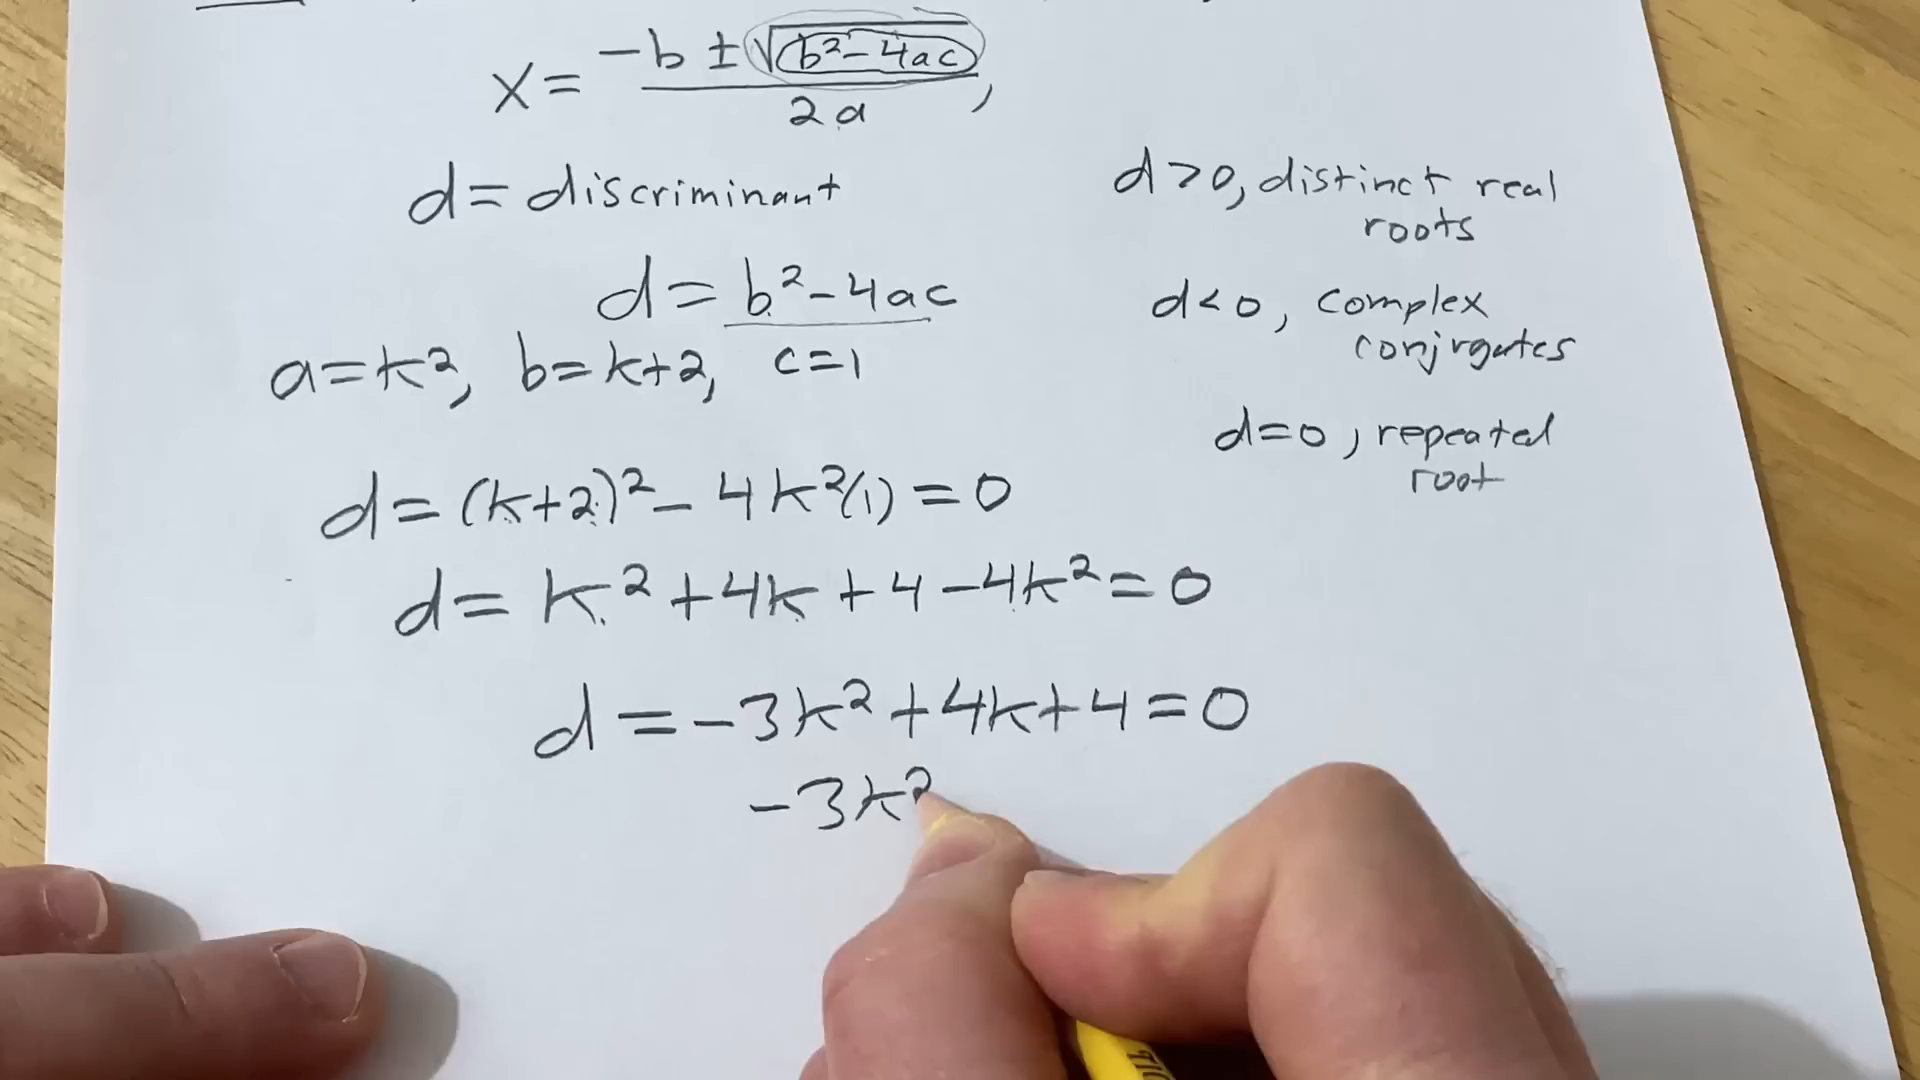 x = -b ± √(b² - 4ac) / 2a ,
d = discriminant
d > 0, distinct real
roots
d = b² - 4ac
d < 0, complex
conjugates
a = k², b = k+2, c = 1
d = 0, repeated
root
d = (k+2)² - 4k²(1) = 0
d = k² + 4k + 4 - 4k² = 0
d = -3k² + 4k + 4 = 0
-3k²